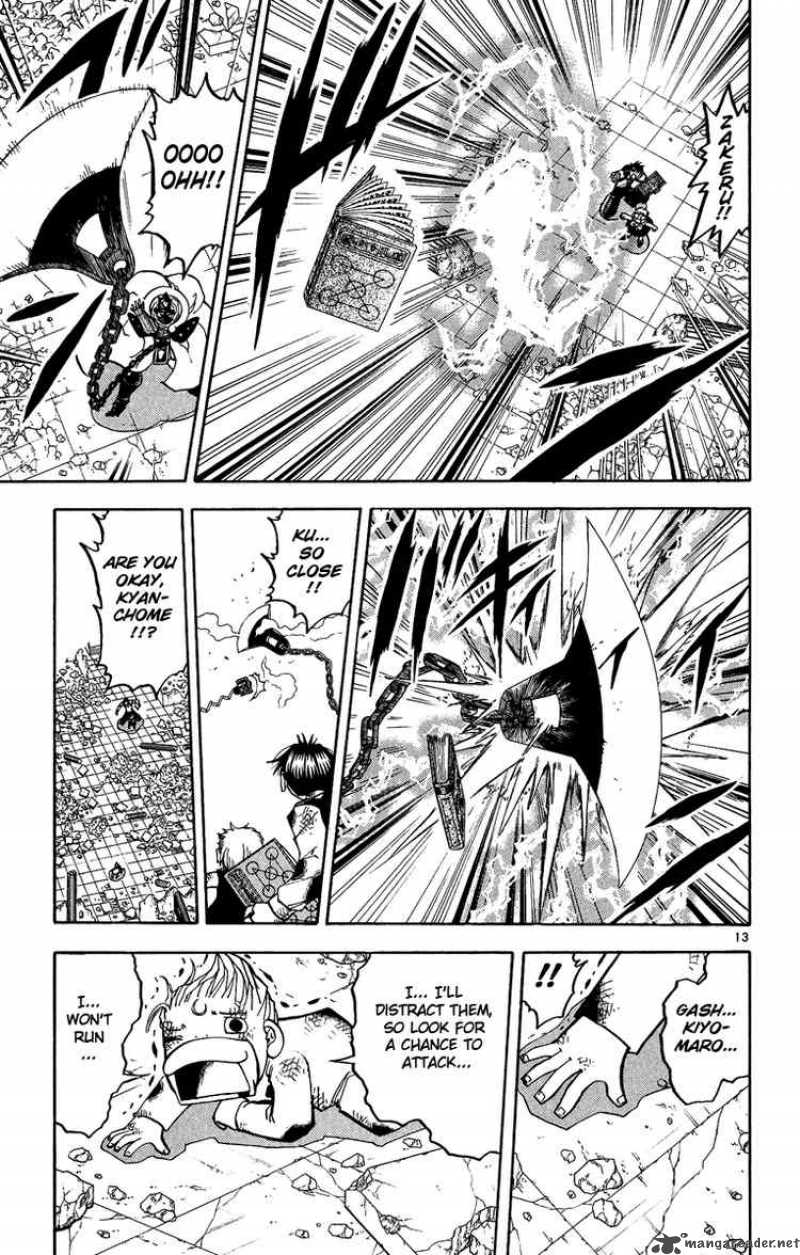 ZAKERU!!
OOOO
OHH!!
KU...
SO
CLOSE
!!
ARE YOU
OKAY,
KYAN-
CHOME
!!?
13
GASH...
KIYO-
MARO...
!!
I... I'LL
DISTRACT THEM,
SO LOOK FOR
A CHANCE TO
ATTACK...
I...
WON'T
RUN
...
mangareader.net